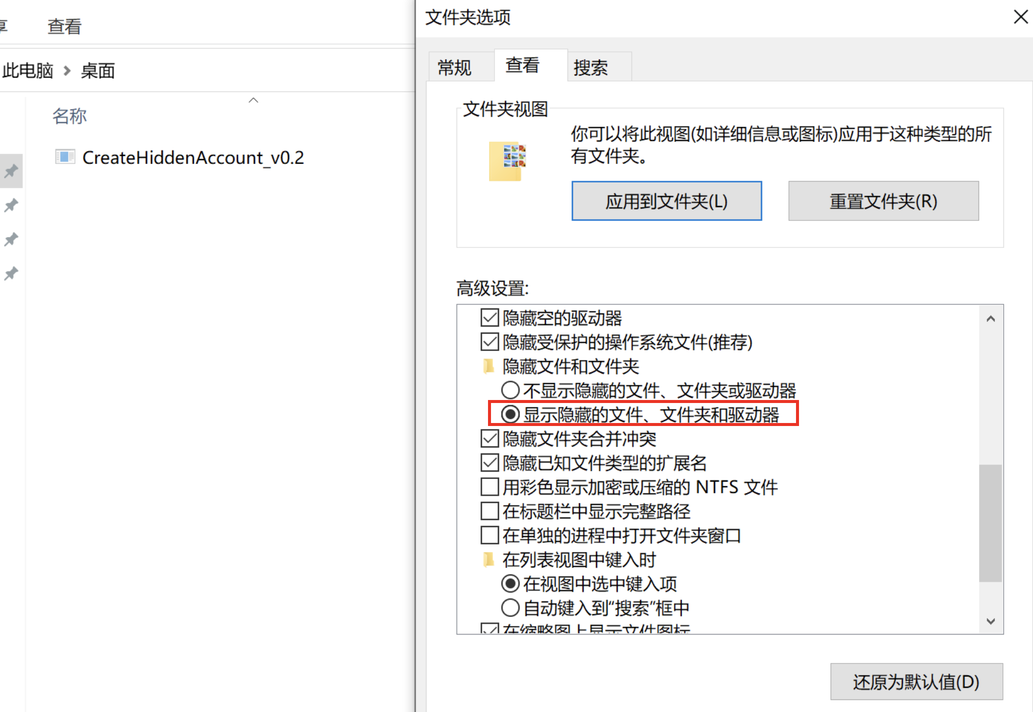 查看
此电脑 › 桌面
名称
CreateHiddenAccount_v0.2
文件夹选项
常规
查看
搜索
文件夹视图
你可以将此视图(如详细信息或图标)应用于这种类型的所
有文件夹。
应用到文件夹(L)
重置文件夹(R)
高级设置:
隐藏空的驱动器
隐藏受保护的操作系统文件(推荐)
隐藏文件和文件夹
不显示隐藏的文件、文件夹或驱动器
显示隐藏的文件、文件夹和驱动器
隐藏文件夹合并冲突
隐藏已知文件类型的扩展名
用彩色显示加密或压缩的 NTFS 文件
在标题栏中显示完整路径
在单独的进程中打开文件夹窗口
在列表视图中键入时
在视图中选中键入项
自动键入到“搜索”框中
在缩略图上显示文件图标
还原为默认值(D)